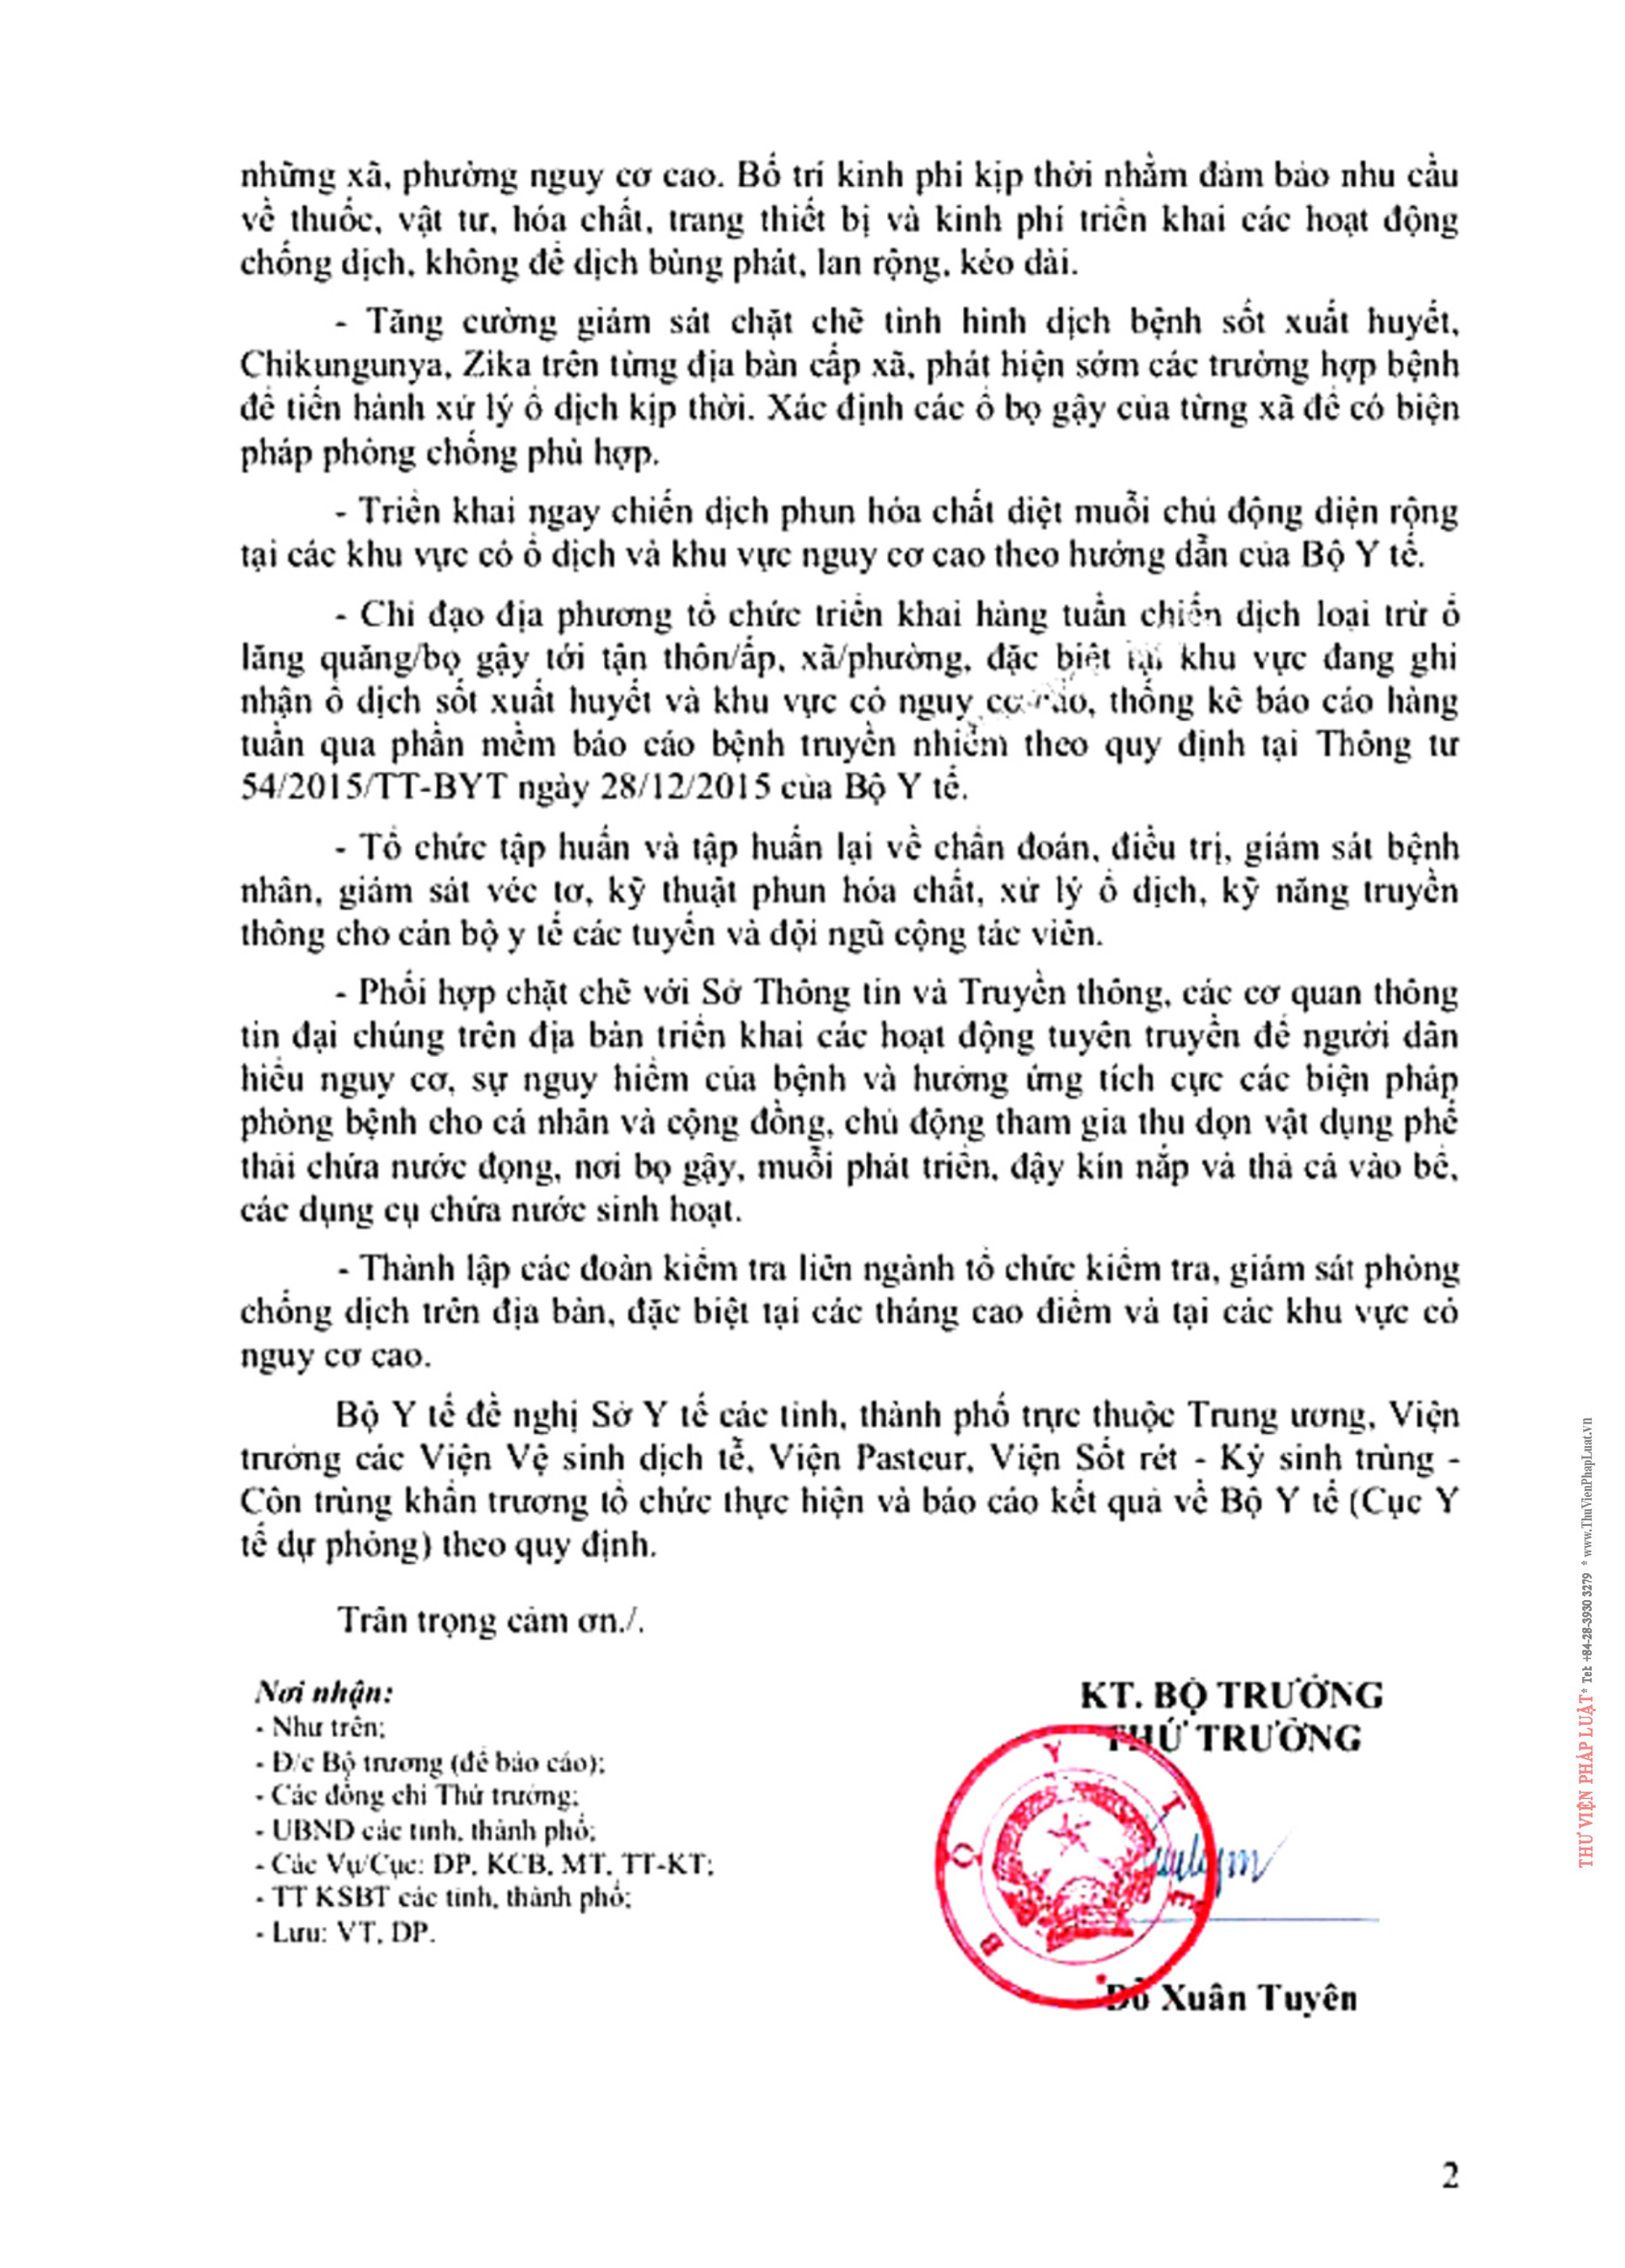 những xã, phường nguy cơ cao. Bố trí kinh phí kịp thời nhằm đảm bảo nhu cầu
về thuốc, vật tư, hóa chất, trang thiết bị và kinh phí triển khai các hoạt động
chống dịch, không để dịch bùng phát, lan rộng, kéo dài.
- Tăng cường giám sát chặt chẽ tình hình dịch bệnh sốt xuất huyết,
Chikungunya, Zika trên từng địa bàn cấp xã, phát hiện sớm các trường hợp bệnh
để tiến hành xử lý ổ dịch kịp thời. Xác định các ổ bọ gậy của từng xã để có biện
pháp phòng chống phù hợp.
- Triển khai ngay chiến dịch phun hóa chất diệt muỗi chủ động diện rộng
tại các khu vực có ổ dịch và khu vực nguy cơ cao theo hướng dẫn của Bộ Y tế.
- Chỉ đạo địa phương tổ chức triển khai hàng tuần chiến dịch loại trừ ổ
lăng quăng/bọ gậy tới tận thôn/ấp, xã/phường, đặc biệt tại khu vực đang ghi
nhận ổ dịch sốt xuất huyết và khu vực có nguy cơ cao, thống kê báo cáo hàng
tuần qua phần mềm báo cáo bệnh truyền nhiễm theo quy định tại Thông tư
54/2015/TT-BYT ngày 28/12/2015 của Bộ Y tế.
- Tổ chức tập huấn và tập huấn lại về chẩn đoán, điều trị, giám sát bệnh
nhân, giám sát véc tơ, kỹ thuật phun hóa chất, xử lý ổ dịch, kỹ năng truyền
thông cho cán bộ y tế các tuyến và đội ngũ cộng tác viên.
- Phối hợp chặt chẽ với Sở Thông tin và Truyền thông, các cơ quan thông
tin đại chúng trên địa bàn triển khai các hoạt động tuyên truyền để người dân
hiểu nguy cơ, sự nguy hiểm của bệnh và hưởng ứng tích cực các biện pháp
phòng bệnh cho cá nhân và cộng đồng, chủ động tham gia thu dọn vật dụng phế
thải chứa nước đọng, nơi bọ gậy, muỗi phát triển, đậy kín nắp và thả cá vào bể,
các dụng cụ chứa nước sinh hoạt.
- Thành lập các đoàn kiểm tra liên ngành tổ chức kiểm tra, giám sát phòng
chống dịch trên địa bàn, đặc biệt tại các tháng cao điểm và tại các khu vực có
nguy cơ cao.
Bộ Y tế đề nghị Sở Y tế các tỉnh, thành phố trực thuộc Trung ương, Viện
trưởng các Viện Vệ sinh dịch tễ, Viện Pasteur, Viện Sốt rét - Ký sinh trùng -
Côn trùng khẩn trương tổ chức thực hiện và báo cáo kết quả về Bộ Y tế (Cục Y
tế dự phòng) theo quy định.
Trân trọng cảm ơn./.
Nơi nhận:
- Như trên;
- Đ/c Bộ trương (để báo cáo);
- Các đồng chí Thứ trưởng;
- UBND các tỉnh, thành phố;
- Các Vụ/Cục: DP, KCB, MT, TT-KT;
- TT KSBT các tỉnh, thành phố;
- Lưu: VT, DP.
KT. BỘ TRƯỞNG
THỨ TRƯỞNG
BỘ Y TẾ
Đỗ Xuân Tuyên
2
THƯ VIỆN PHÁP LUẬT * Tel: +84-28-3930 3279 * www.ThuVienPhapLuat.vn